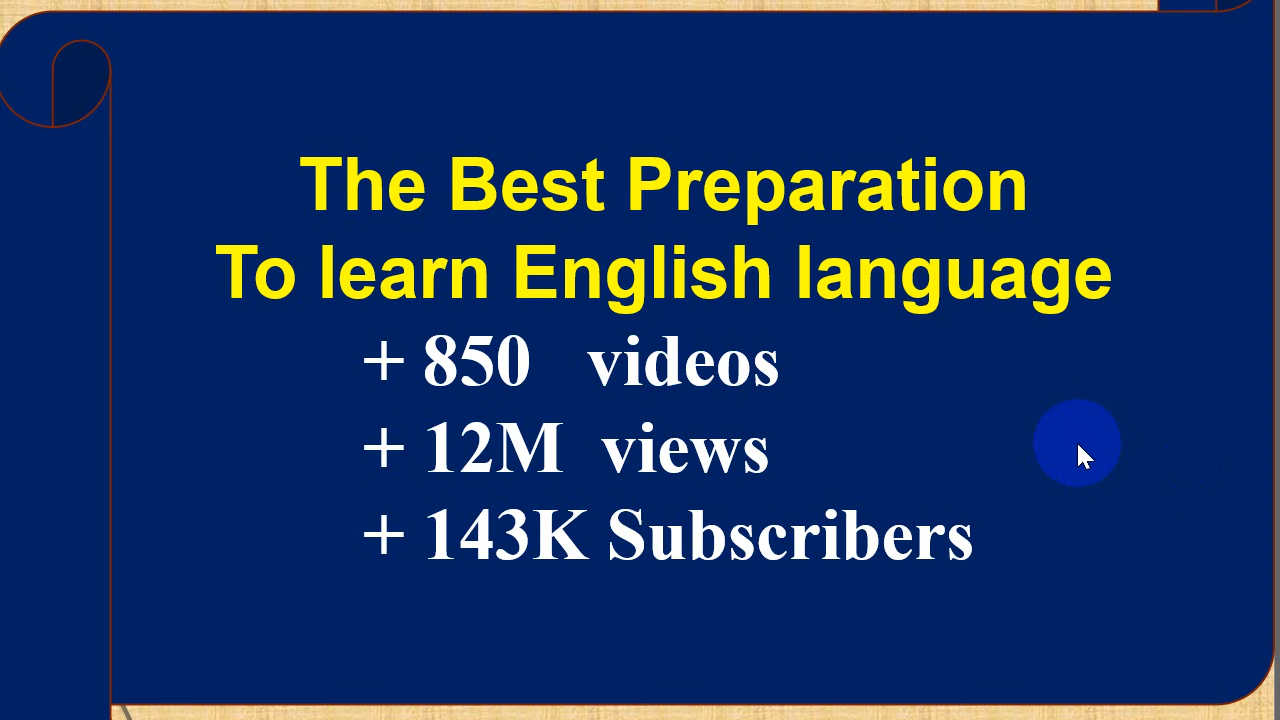 The Best Preparation
To learn English language
+ 850 videos
+ 12M views
+ 143K Subscribers